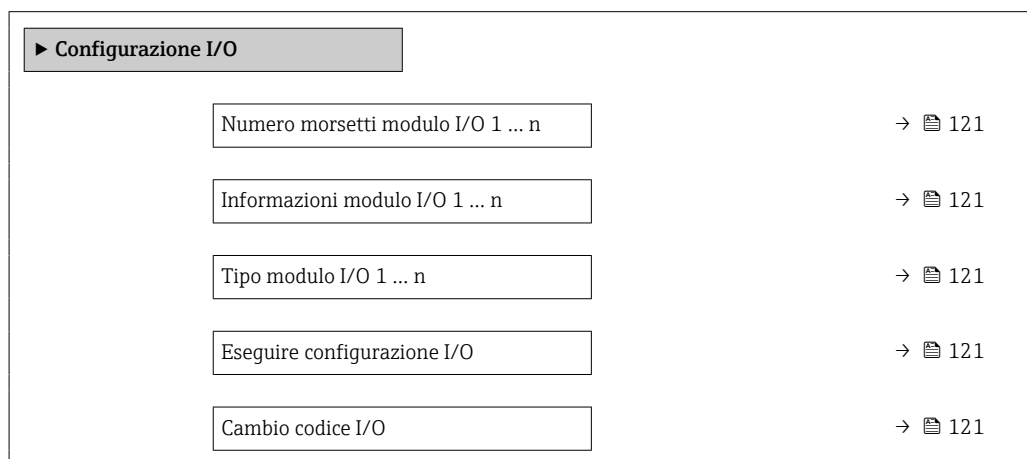 ▶ Configurazione I/O
Numero morsetti modulo I/O 1 … n → 121
Informazioni modulo I/O 1 … n → 121
Tipo modulo I/O 1 … n → 121
Eseguire configurazione I/O → 121
Cambio codice I/O → 121